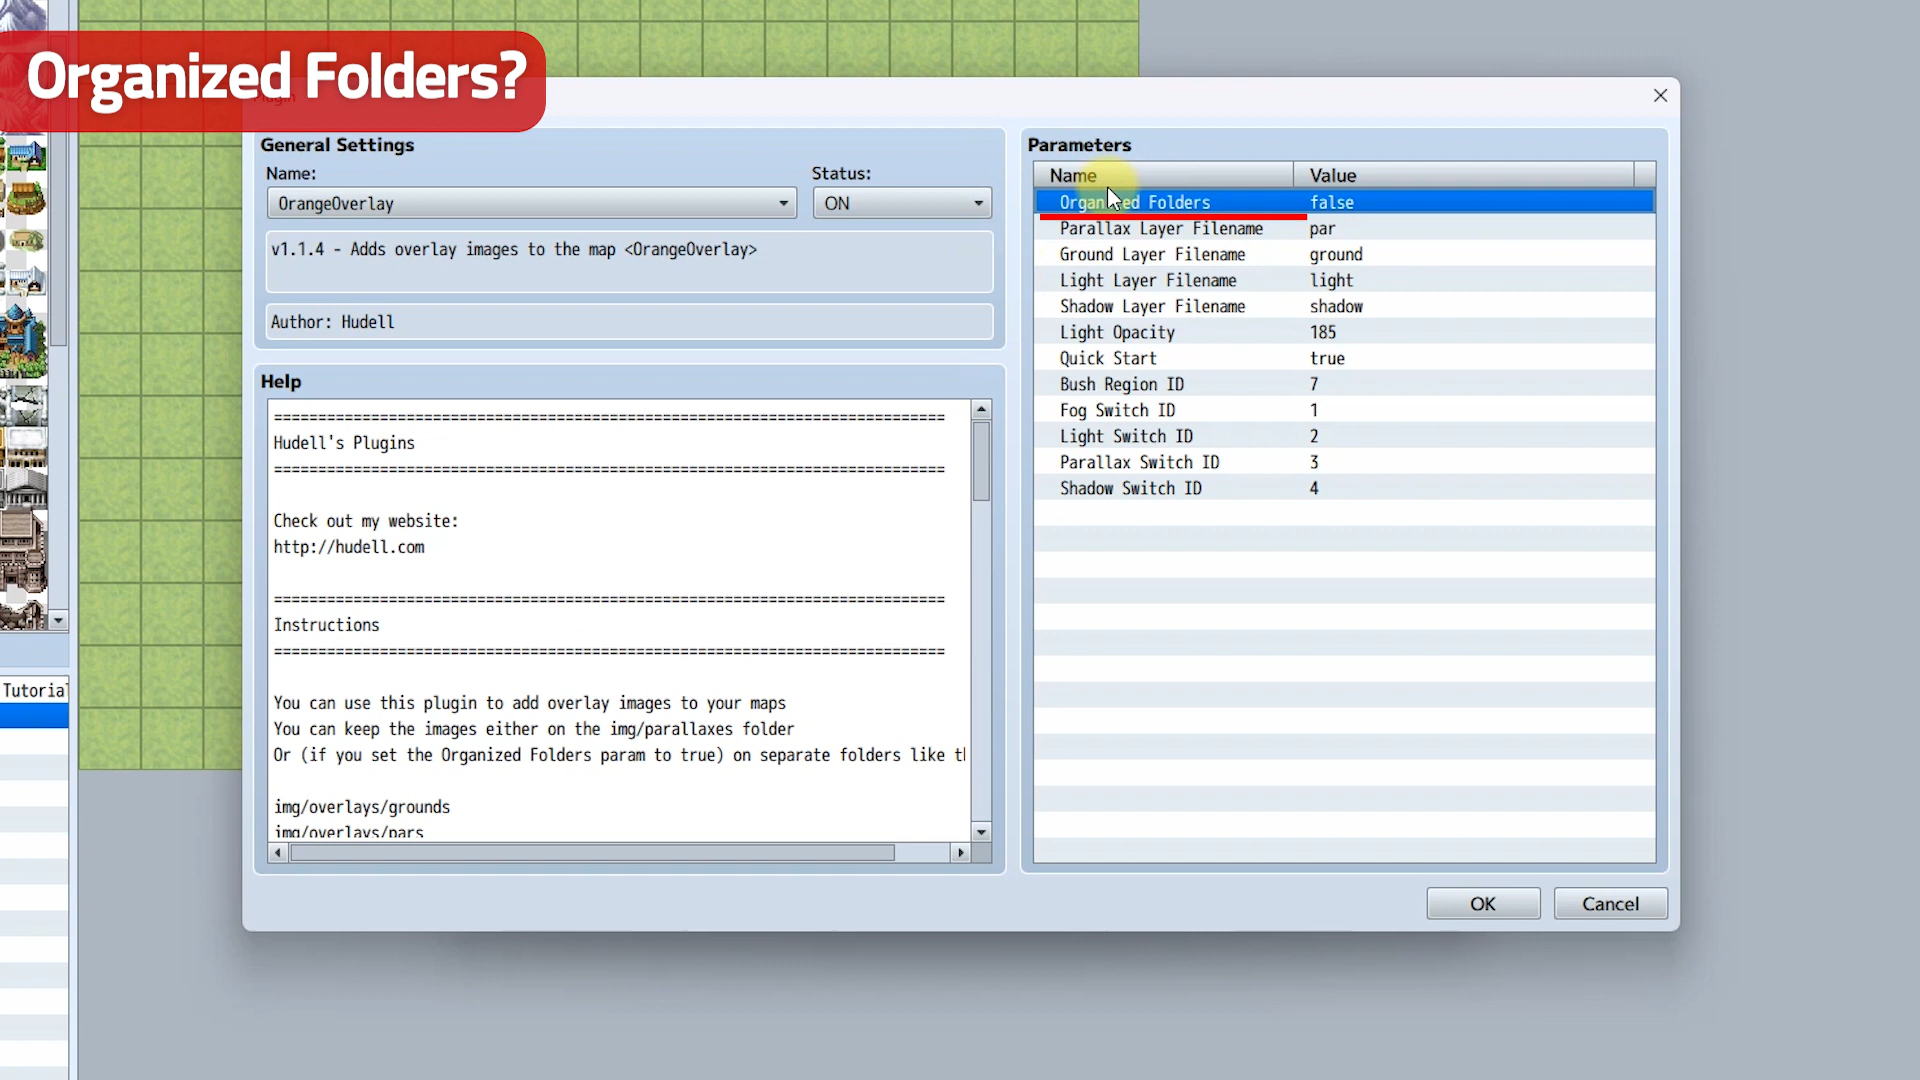 Organized Folders?
Plugin
General Settings
Name:
Status:
OrangeOverlay
ON
v1.1.4 - Adds overlay images to the map <OrangeOverlay>
Author: Hudell
Help
=============================================================================
Hudell's Plugins
=============================================================================
Check out my website:
http://hudell.com
=============================================================================
Instructions
=============================================================================
You can use this plugin to add overlay images to your maps
You can keep the images either on the img/parallaxes folder
Or (if you set the Organized Folders param to true) on separate folders like
img/overlays/grounds
img/overlays/pars
Parameters
Name Value
Organized Folders false
Parallax Layer Filename par
Ground Layer Filename ground
Light Layer Filename light
Shadow Layer Filename shadow
Light Opacity 185
Quick Start true
Bush Region ID 7
Fog Switch ID 1
Light Switch ID 2
Parallax Switch ID 3
Shadow Switch ID 4
OK
Cancel
Tutorial